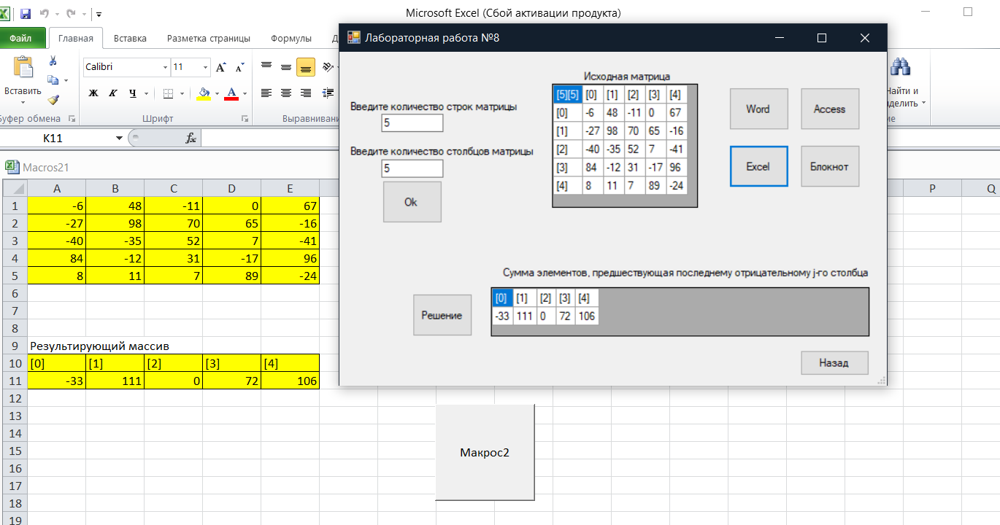 Microsoft Excel (Сбой активации продукта)
Файл Главная Вставка Разметка страницы Формулы Д
Вставить
Calibri 11
Ж К Ч А
Буфер обмена Шрифт Выравнивани
Найти и
K11 fx
Macros21
A B C D E P Q
1 -6 48 -11 0 67
2 -27 98 70 65 -16
3 -40 -35 52 7 -41
4 84 -12 31 -17 96
5 8 11 7 89 -24
6
7
8
9 Результирующий массив
10 [0] [1] [2] [3] [4]
11 -33 111 0 72 106
12
13
14
15
16
17
18
19
Макрос2
Лабораторная работа №8
Введите количество строк матрицы
5
Введите количество столбцов матрицы
5
Ok
Исходная матрица
[5][5] [0] [1] [2] [3] [4]
[0] -6 48 -11 0 67
[1] -27 98 70 65 -16
[2] -40 -35 52 7 -41
[3] 84 -12 31 -17 96
[4] 8 11 7 89 -24
Word Access
Excel Блокнот
Сумма элементов, предшествующая последнему отрицательному j-го столбца
Решение
[0] [1] [2] [3] [4]
-33 111 0 72 106
Назад